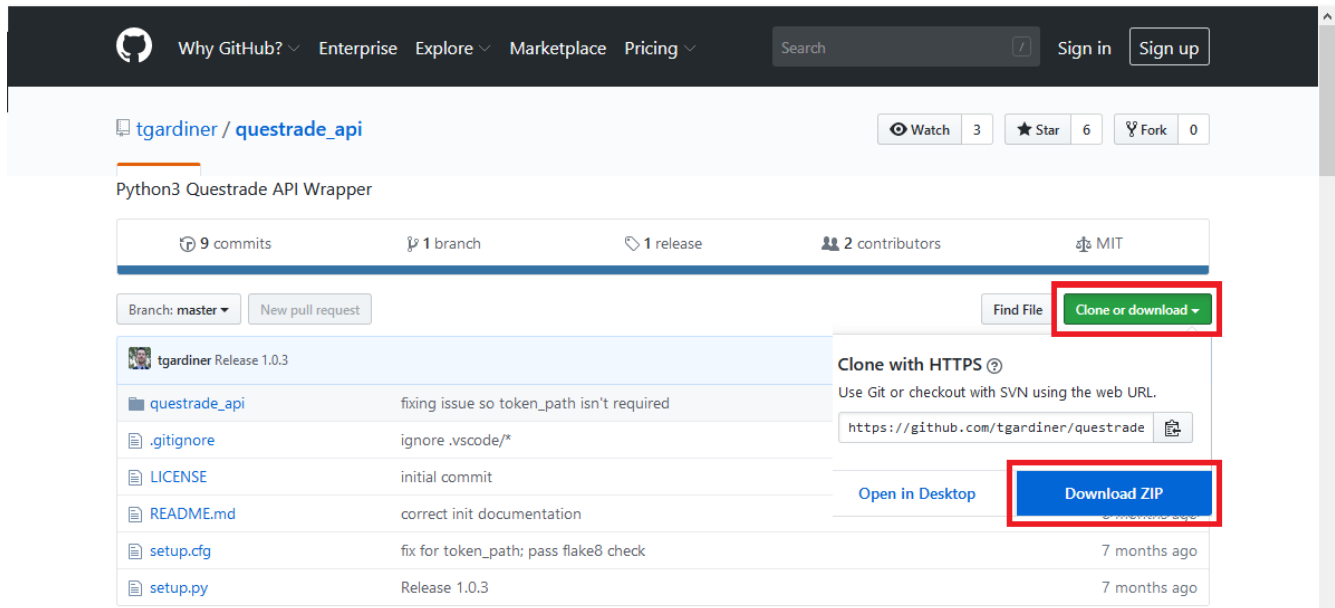 Why GitHub? Enterprise Explore Marketplace Pricing Search / Sign in Sign up
tgardiner / questrade_api Watch 3 Star 6 Fork 0
Python3 Questrade API Wrapper
9 commits 1 branch 1 release 2 contributors MIT
Branch: master New pull request Find File Clone or download
tgardiner Release 1.0.3
Clone with HTTPS ?
Use Git or checkout with SVN using the web URL.
https://github.com/tgardiner/questrade
Open in Desktop Download ZIP
questrade_api fixing issue so token_path isn't required
.gitignore ignore .vscode/*
LICENSE initial commit
README.md correct init documentation
setup.cfg fix for token_path; pass flake8 check 7 months ago
setup.py Release 1.0.3 7 months ago